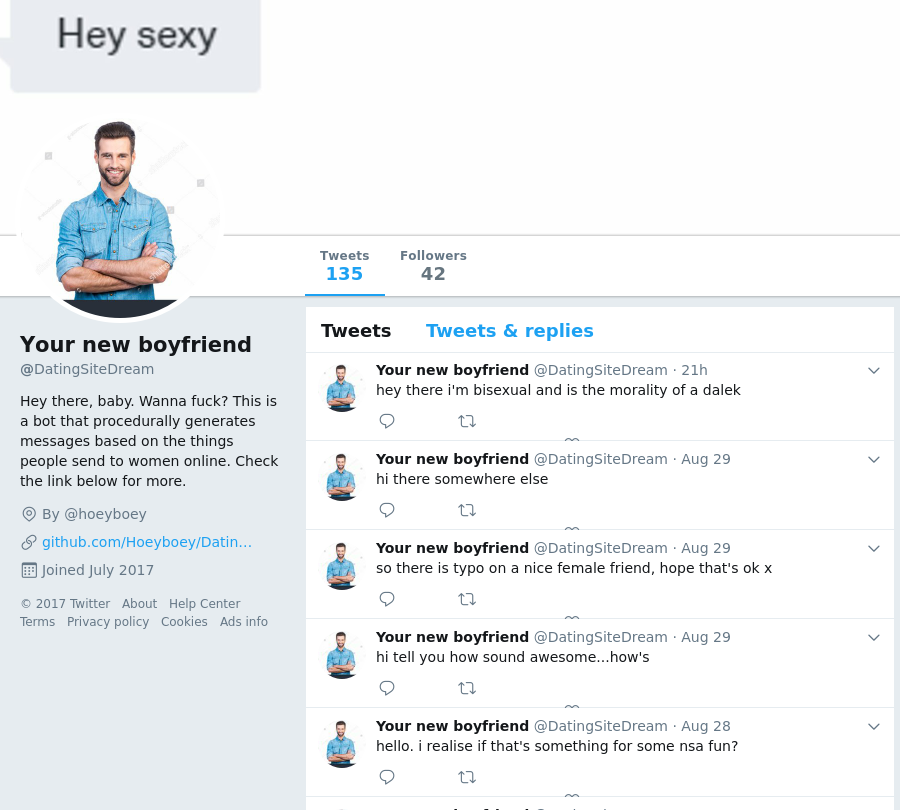 Hey sexy
Tweets
135
Followers
42
Your new boyfriend
@DatingSiteDream
Hey there, baby. Wanna fuck? This is
a bot that procedurally generates
messages based on the things
people send to women online. Check
the link below for more.
By @hoeyboey
github.com/Hoeyboey/Datin...
Joined July 2017
© 2017 Twitter About Help Center
Terms Privacy policy Cookies Ads info
Tweets Tweets & replies
Your new boyfriend @DatingSiteDream · 21h
hey there i'm bisexual and is the morality of a dalek
Your new boyfriend @DatingSiteDream · Aug 29
hi there somewhere else
Your new boyfriend @DatingSiteDream · Aug 29
so there is typo on a nice female friend, hope that's ok x
Your new boyfriend @DatingSiteDream · Aug 29
hi tell you how sound awesome...how's
Your new boyfriend @DatingSiteDream · Aug 28
hello. i realise if that's something for some nsa fun?